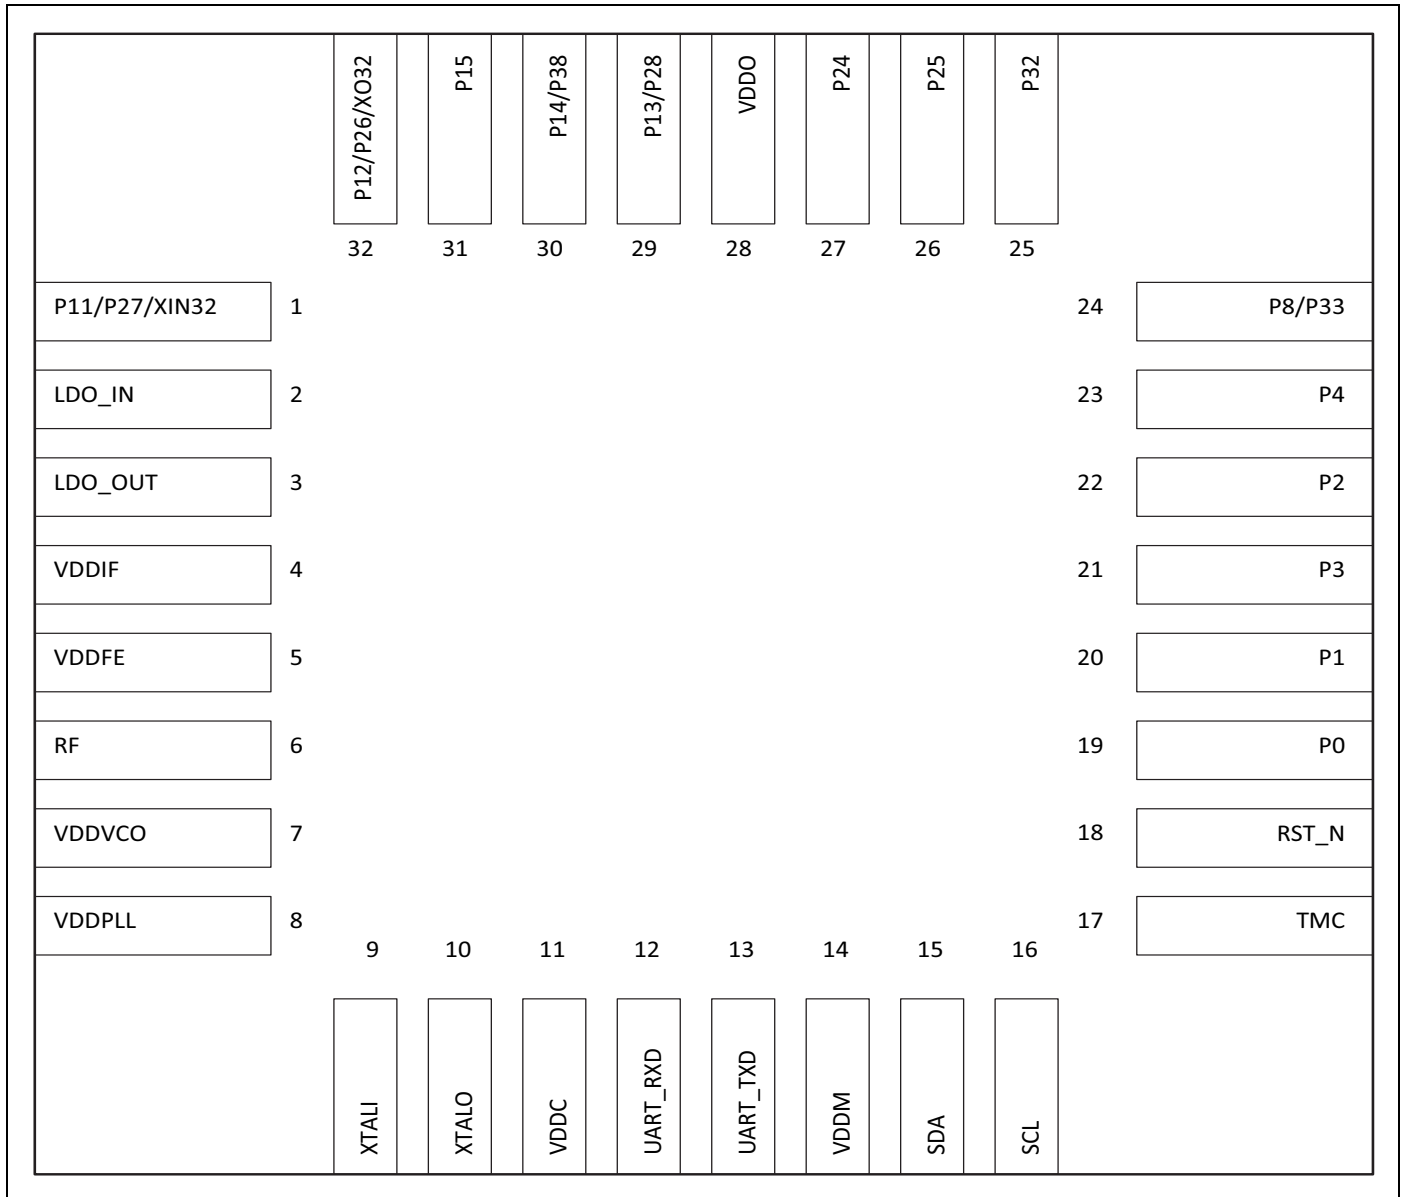 P12/P26/XO32
P15
P14/P38
P13/P28
VDDO
P24
P25
P32
32 31 30 29 28 27 26 25
P11/P27/XIN32 1 24 P8/P33
LDO_IN 2 23 P4
LDO_OUT 3 22 P2
VDDIF 4 21 P3
VDDFE 5 20 P1
RF 6 19 P0
VDDVCO 7 18 RST_N
VDDPLL 8 17 TMC
9 10 11 12 13 14 15 16
XTALI
XTALO
VDDC
UART_RXD
UART_TXD
VDDM
SDA
SCL